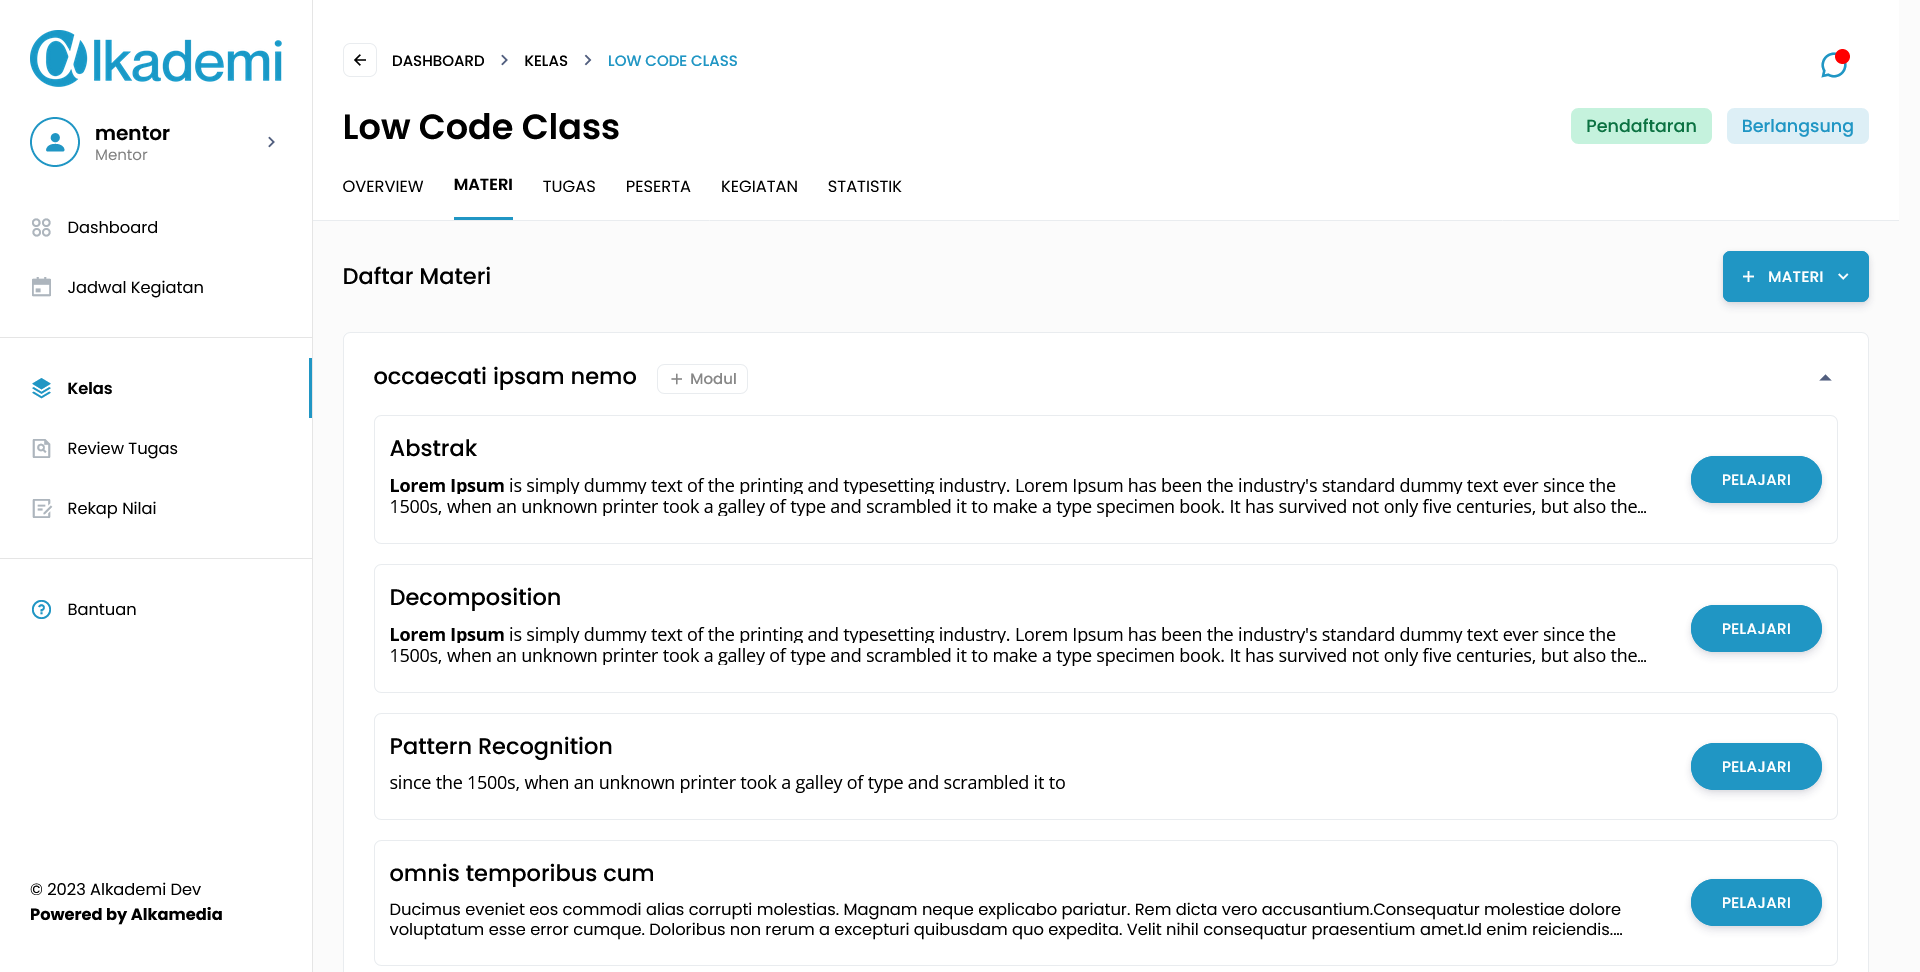 Alkademi
mentor
Mentor
Dashboard
Jadwal Kegiatan
Kelas
Review Tugas
Rekap Nilai
Bantuan
© 2023 Alkademi Dev
Powered by Alkamedia
DASHBOARD > KELAS > LOW CODE CLASS
Low Code Class
Pendaftaran
Berlangsung
OVERVIEW MATERI TUGAS PESERTA KEGIATAN STATISTIK
Daftar Materi
+ MATERI
occaecati ipsam nemo
+ Modul
Abstrak
Lorem Ipsum is simply dummy text of the printing and typesetting industry. Lorem Ipsum has been the industry's standard dummy text ever since the
1500s, when an unknown printer took a galley of type and scrambled it to make a type specimen book. It has survived not only five centuries, but also the...
PELAJARI
Decomposition
Lorem Ipsum is simply dummy text of the printing and typesetting industry. Lorem Ipsum has been the industry's standard dummy text ever since the
1500s, when an unknown printer took a galley of type and scrambled it to make a type specimen book. It has survived not only five centuries, but also the...
PELAJARI
Pattern Recognition
since the 1500s, when an unknown printer took a galley of type and scrambled it to
PELAJARI
omnis temporibus cum
Ducimus eveniet eos commodi alias corrupti molestias. Magnam neque explicabo pariatur. Rem dicta vero accusantium.Consequatur molestiae dolore
voluptatum esse error cumque. Doloribus non rerum a excepturi quibusdam quo expedita. Velit nihil consequatur praesentium amet.Id enim reiciendis....
PELAJARI